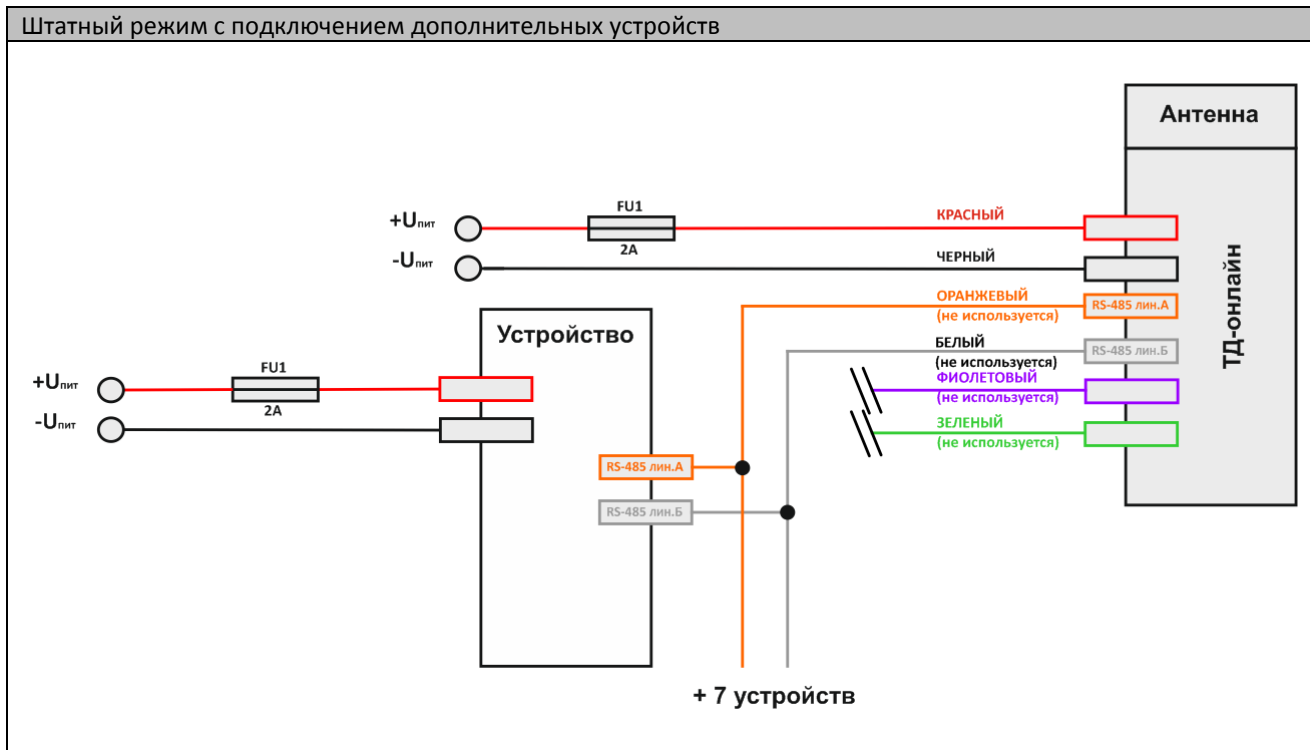 Штатный режим с подключением дополнительных устройств
Антенна
ТД-онлайн
+Uпит
FU1
2А
КРАСНЫЙ
-Uпит
ЧЕРНЫЙ
ОРАНЖЕВЫЙ
(не используется)
RS-485 лин.А
БЕЛЫЙ
(не используется)
RS-485 лин.Б
ФИОЛЕТОВЫЙ
(не используется)
ЗЕЛЕНЫЙ
(не используется)
Устройство
+Uпит
FU1
2А
-Uпит
RS-485 лин.А
RS-485 лин.Б
+ 7 устройств